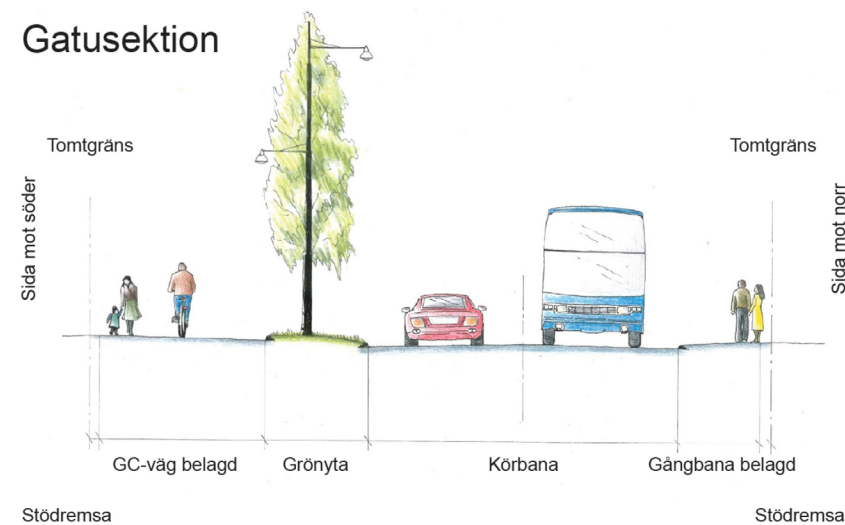 Gatusektion
Tomtgräns
Tomtgräns
Sida mot söder
Sida mot norr
GC-väg belagd
Grönyta
Körbana
Gångbana belagd
Stödremsa
Stödremsa